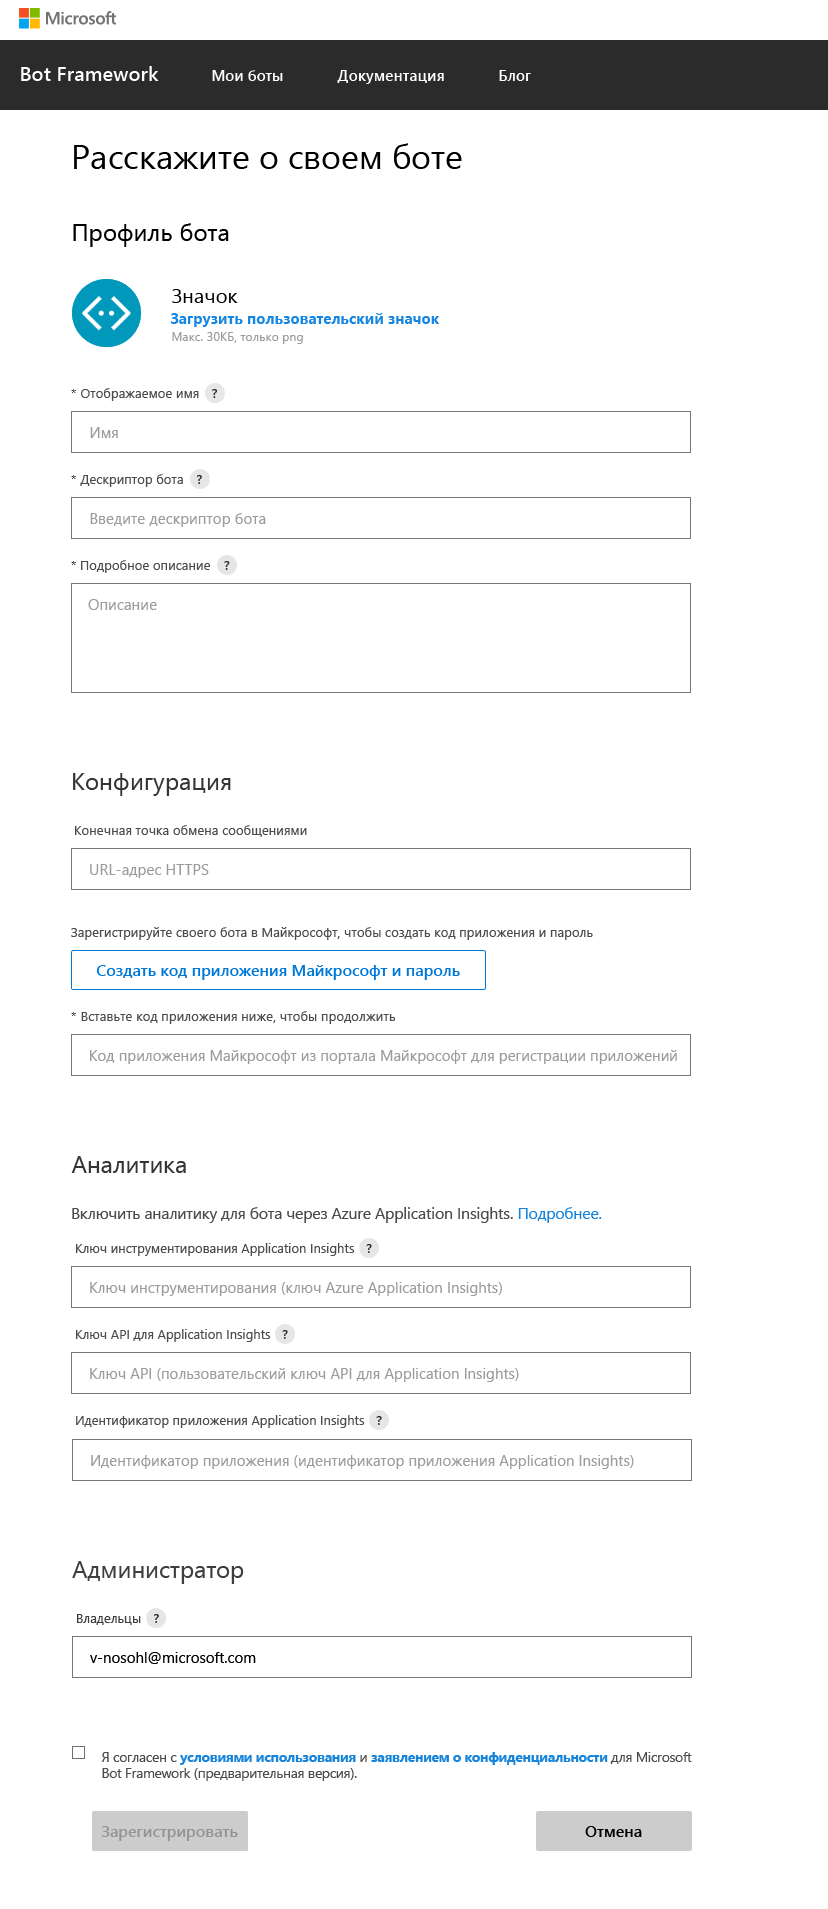 Microsoft
Bot Framework Мои боты Документация Блог
Расскажите о своем боте
Профиль бота
Значок
Загрузить пользовательский значок
Макс. 30КБ, только png
* Отображаемое имя ?
Имя
* Дескриптор бота ?
Введите дескриптор бота
* Подробное описание ?
Описание
Конфигурация
Конечная точка обмена сообщениями
URL-адрес HTTPS
Зарегистрируйте своего бота в Майкрософт, чтобы создать код приложения и пароль
Создать код приложения Майкрософт и пароль
* Вставьте код приложения ниже, чтобы продолжить
Код приложения Майкрософт из портала Майкрософт для регистрации приложений
Аналитика
Включить аналитику для бота через Azure Application Insights. Подробнее.
Ключ инструментирования Application Insights ?
Ключ инструментирования (ключ Azure Application Insights)
Ключ API для Application Insights ?
Ключ API (пользовательский ключ API для Application Insights)
Идентификатор приложения Application Insights ?
Идентификатор приложения (идентификатор приложения Application Insights)
Администратор
Владельцы ?
v-nosohl@microsoft.com
Я согласен с условиями использования и заявлением о конфиденциальности для Microsoft
Bot Framework (предварительная версия).
Зарегистрировать Отмена